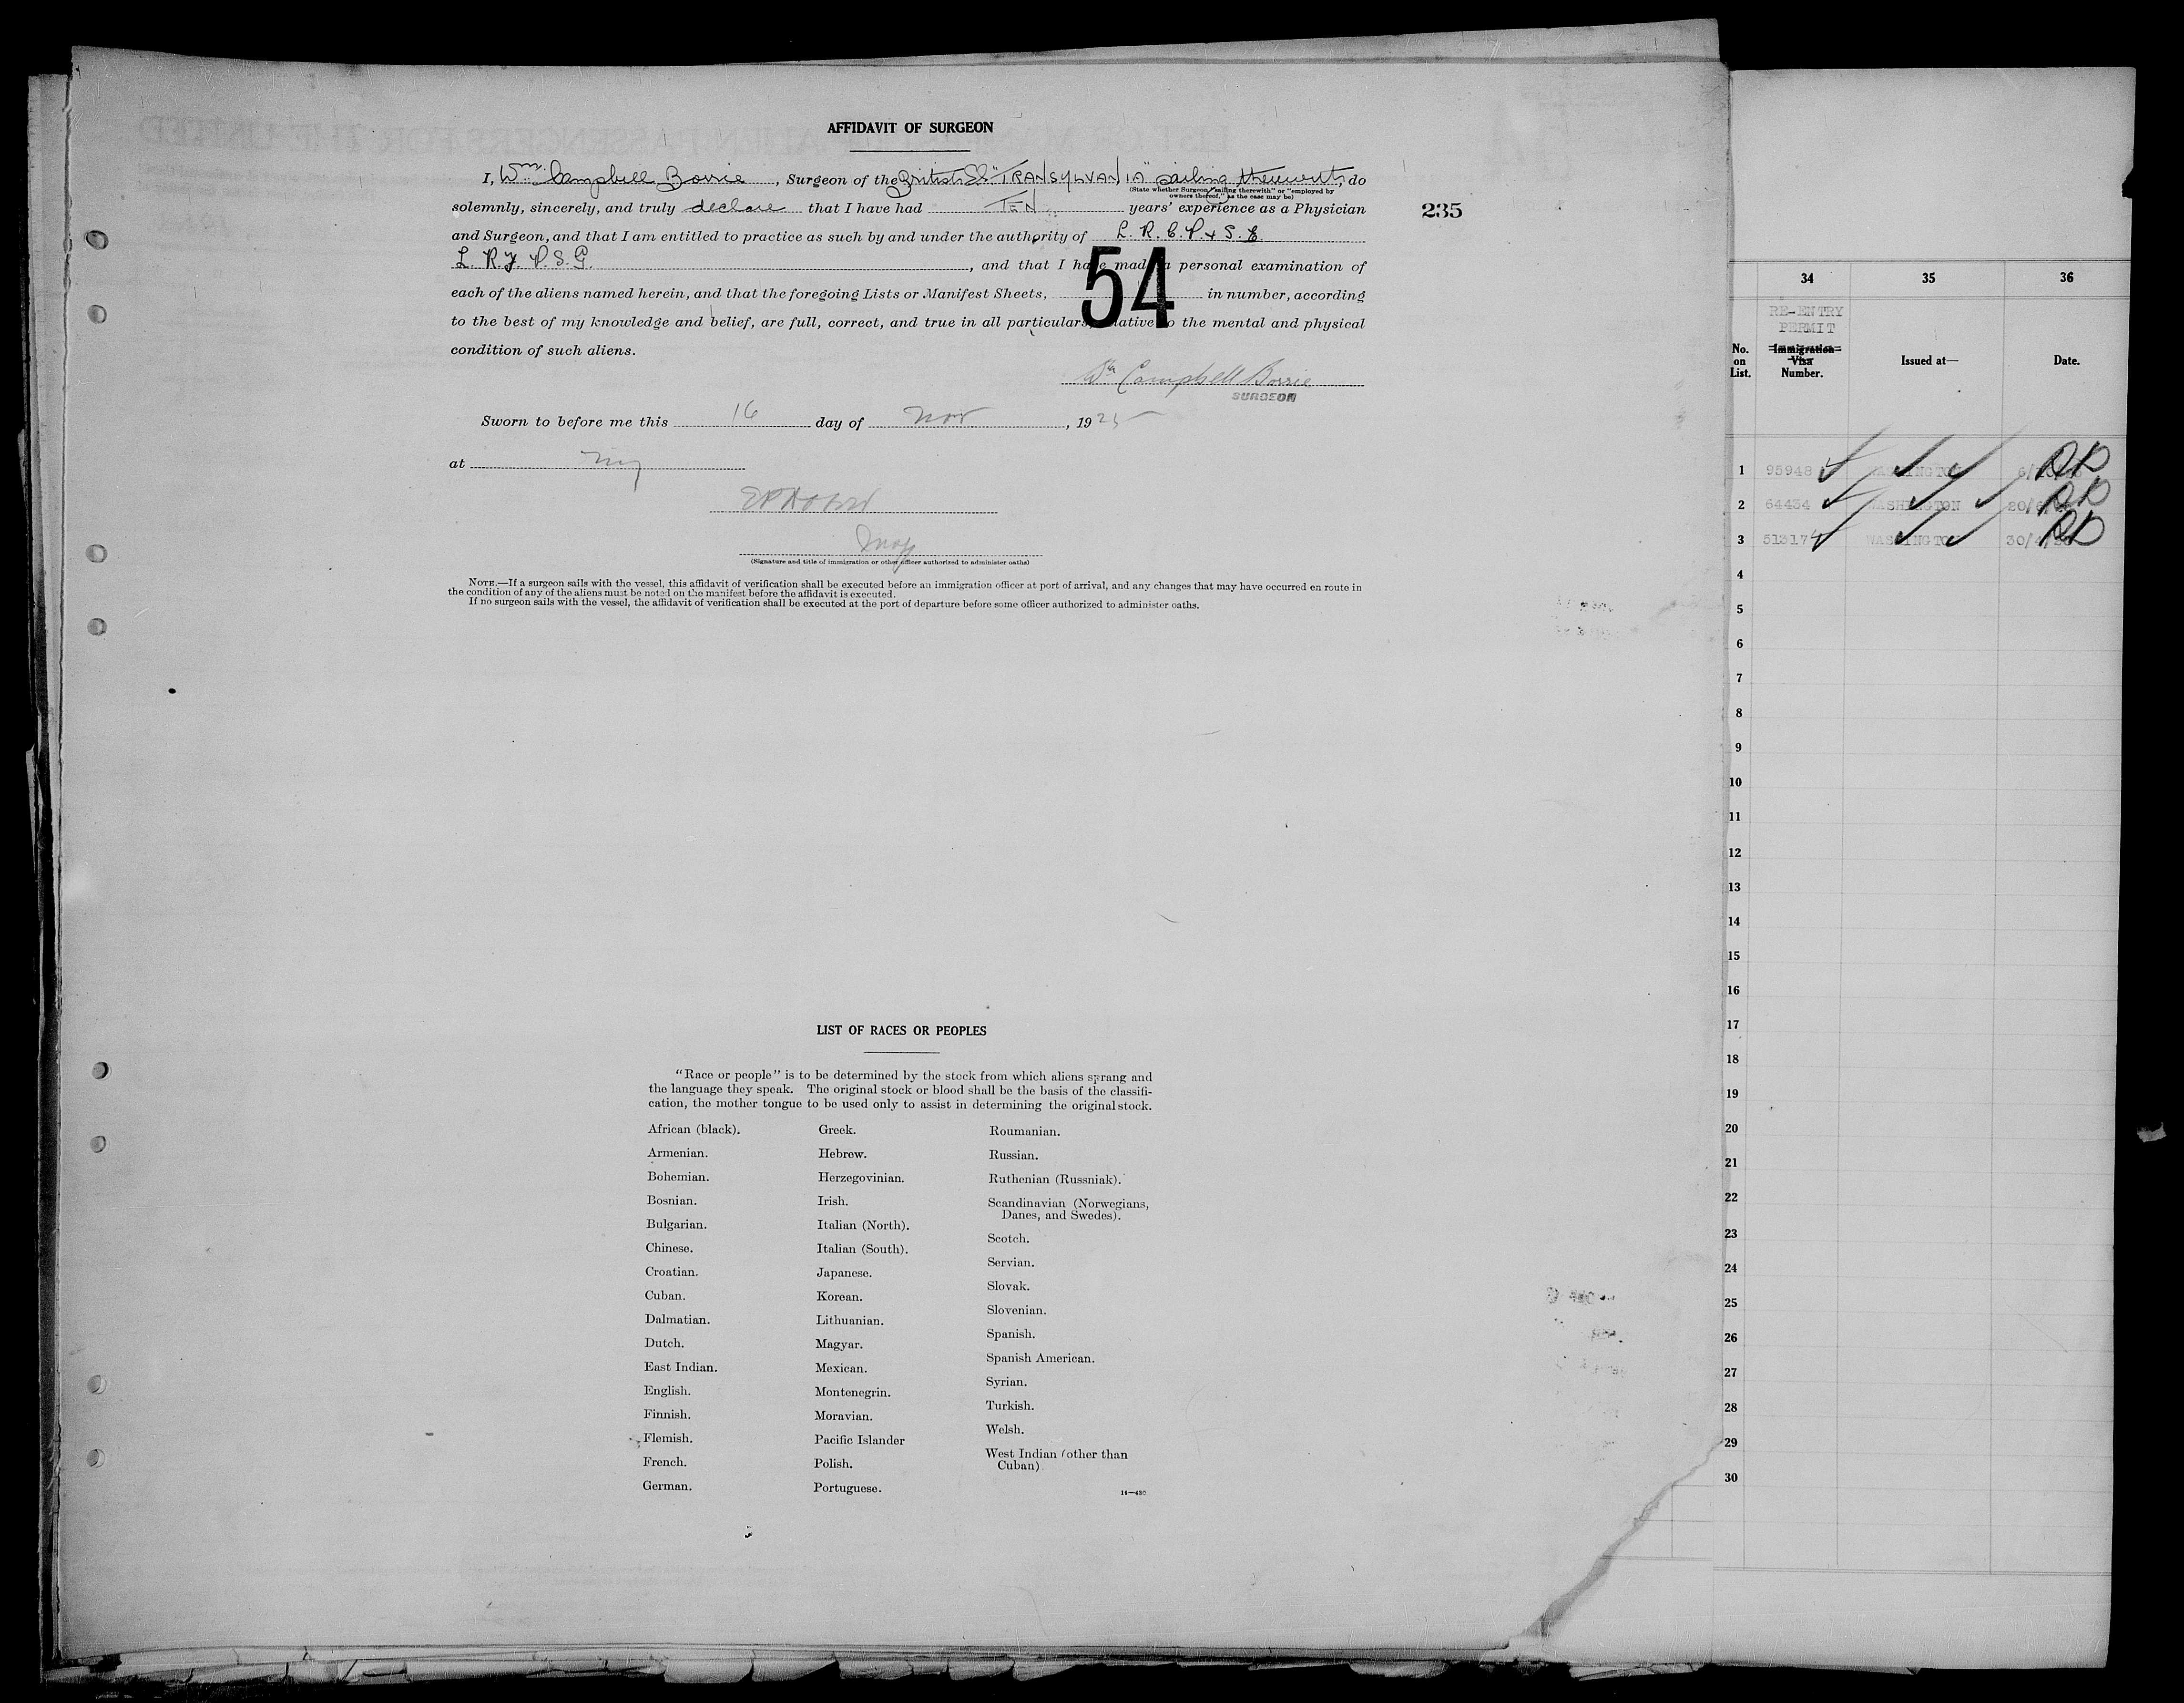 AFFIDAVIT OF SURGEON
I, Wm Campbell Borrie, Surgeon of the British SS "TRANSYLVANIA" sailing therewith, do
(State whether Surgeon "sailing therewith" or "employed by
owners thereof," as the case may be)
solemnly, sincerely, and truly declare that I have had TEN years' experience as a Physician
235
and Surgeon, and that I am entitled to practice as such by and under the authority of L. R. C. P. & S. E
L. R. F. P. S. G. , and that I have made a personal examination of
each of the aliens named herein, and that the foregoing Lists or Manifest Sheets, 54 in number, according
to the best of my knowledge and belief, are full, correct, and true in all particulars relative to the mental and physical
condition of such aliens.
Wm Campbell Borrie
SURGEON
Sworn to before me this 16 day of Nov, 1925
at NY
Insp
(Signature and title of immigration or other officer authorized to administer oaths)
NOTE.—If a surgeon sails with the vessel, this affidavit of verification shall be executed before an immigration officer at port of arrival, and any changes that may have occurred en route in
the condition of any of the aliens must be noted on the manifest before the affidavit is executed.
If no surgeon sails with the vessel, the affidavit of verification shall be executed at the port of departure before some officer authorized to administer oaths.
LIST OF RACES OR PEOPLES
"Race or people" is to be determined by the stock from which aliens sprang and
the language they speak. The original stock or blood shall be the basis of the classifi-
cation, the mother tongue to be used only to assist in determining the original stock.
African (black).
Armenian.
Bohemian.
Bosnian.
Bulgarian.
Chinese.
Croatian.
Cuban.
Dalmatian.
Dutch.
East Indian.
English.
Finnish.
Flemish.
French.
German.
Greek.
Hebrew.
Herzegovinian.
Irish.
Italian (North).
Italian (South).
Japanese.
Korean.
Lithuanian.
Magyar.
Mexican.
Montenegrin.
Moravian.
Pacific Islander
Polish.
Portuguese.
Roumanian.
Russian.
Ruthenian (Russniak).
Scandinavian (Norwegians,
Danes, and Swedes).
Scotch.
Servian.
Slovak.
Slovenian.
Spanish.
Spanish American.
Syrian.
Turkish.
Welsh.
West Indian (other than
Cuban)
14—430
34 35 36
RE-ENTRY
PERMIT
No.
on
List.
Immigration
Visa
Number.
Issued at—
Date.
1 95948 WASHINGTON
2 64434 WASHINGTON
3 513174 WASHINGTON
4
5
6
7
8
9
10
11
12
13
14
15
16
17
18
19
20
21
22
23
24
25
26
27
28
29
30